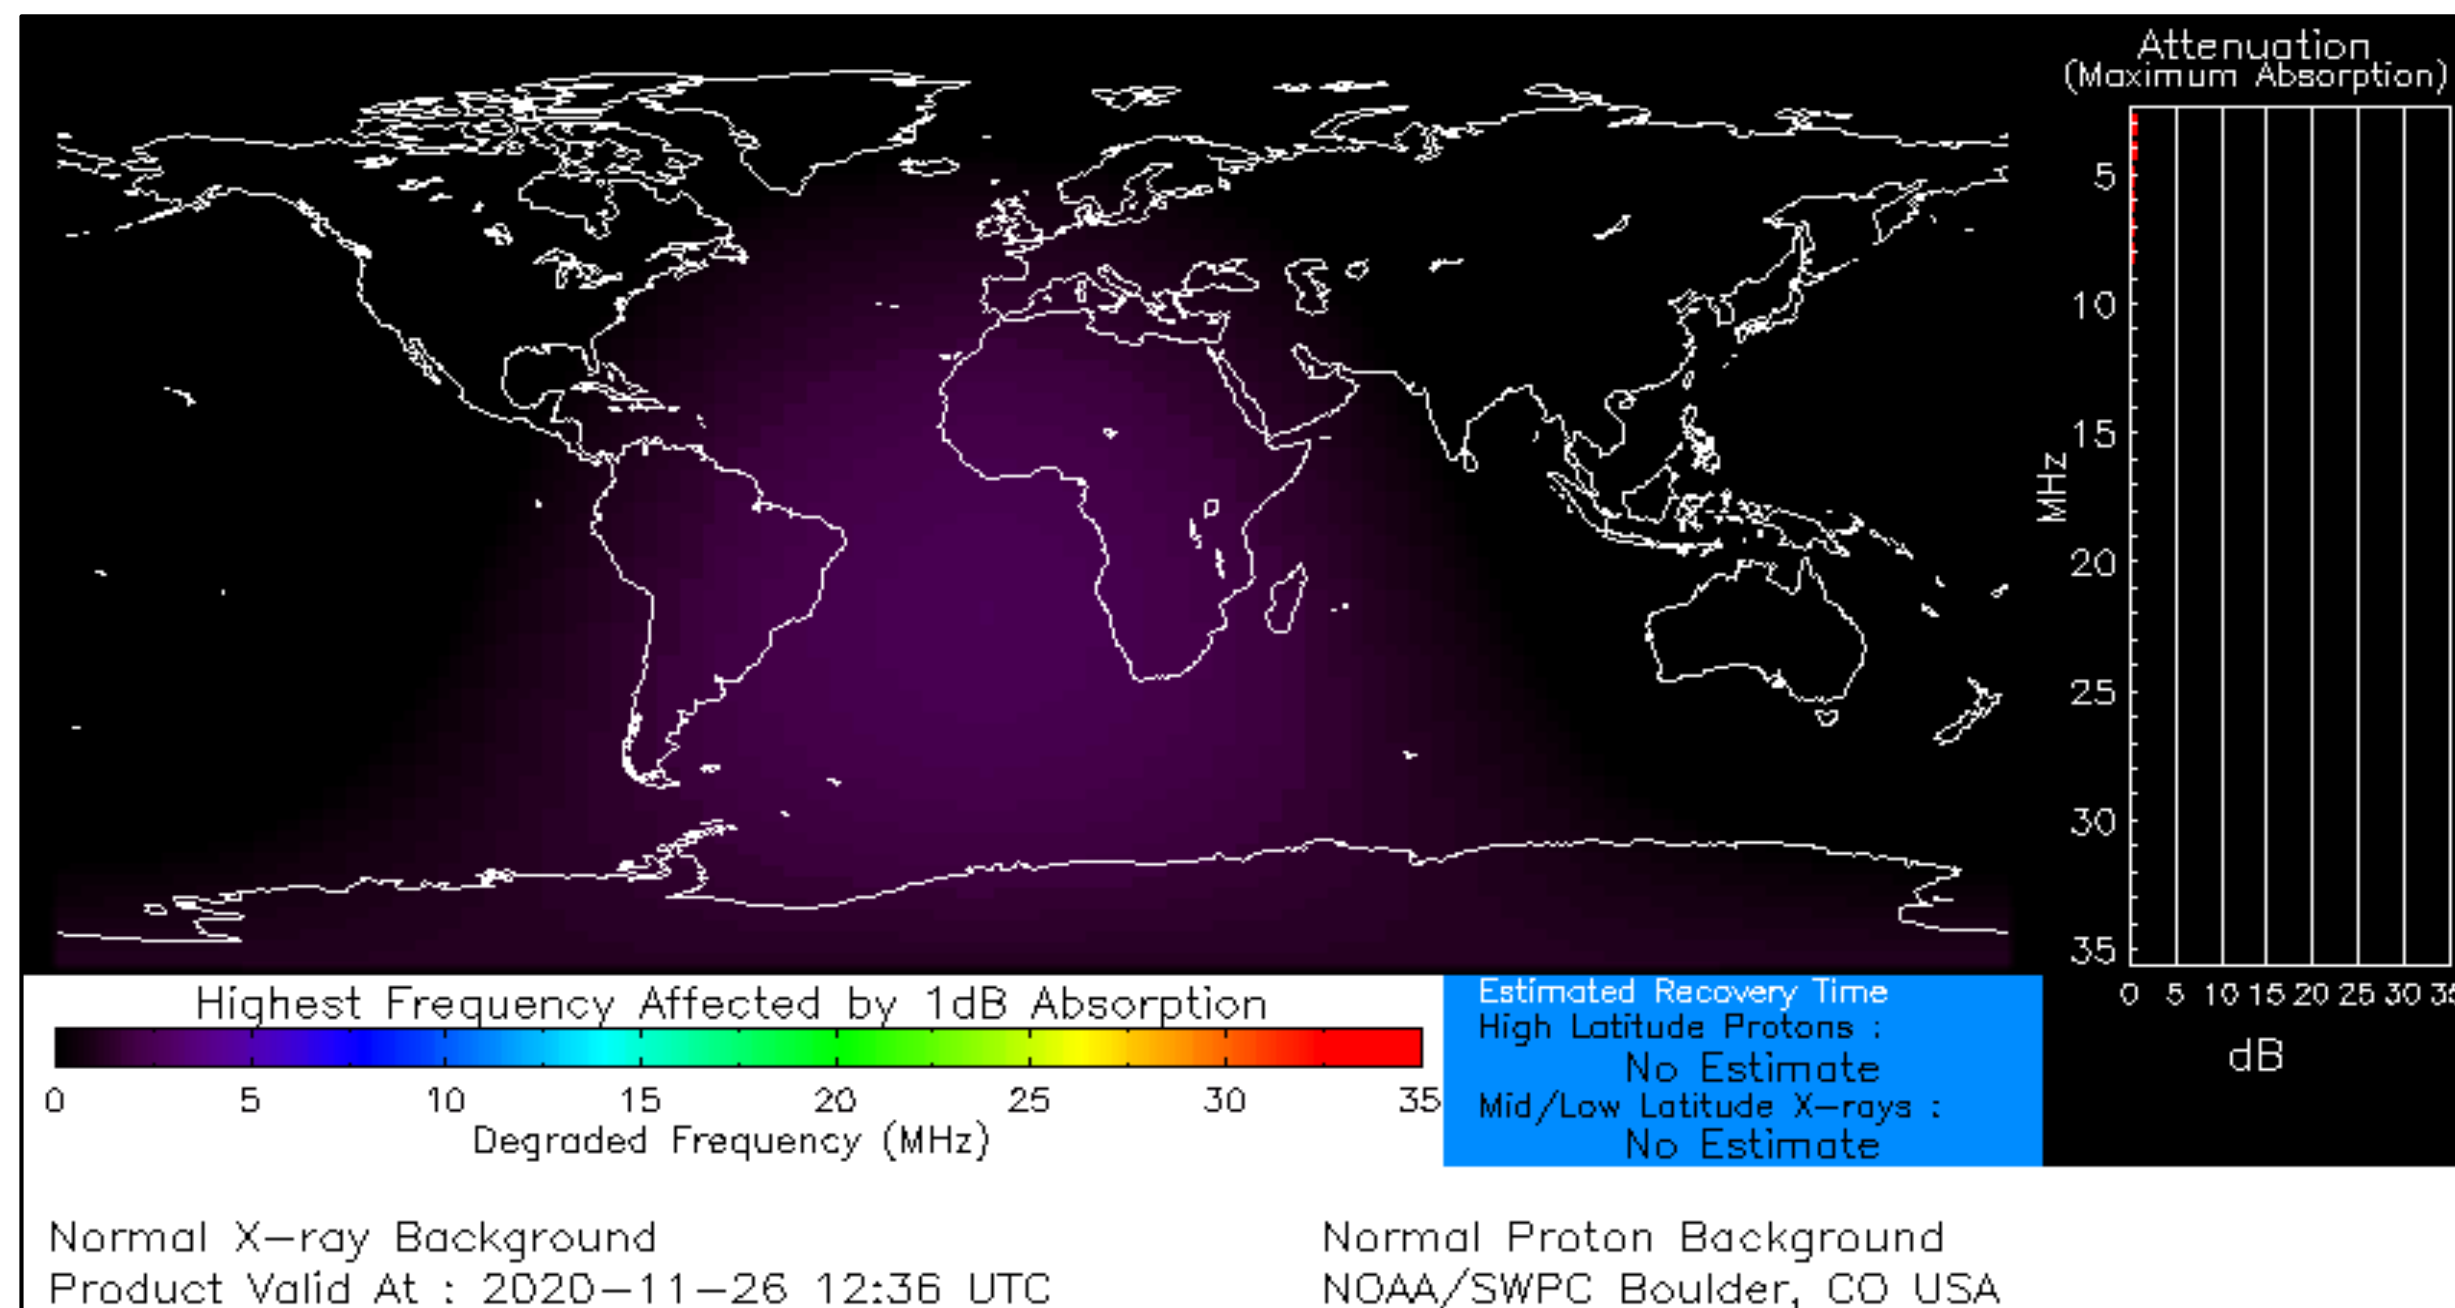 Attenuation
(Maximum Absorption)
5
10
15
20
25
30
35
MHz
0 5 10 15 20 25 30
dB
Highest Frequency Affected by 1dB Absorption
0 5 10 15 20 25 30 35
Degraded Frequency (MHz)
Estimated Recovery Time
High Latitude Protons :
No Estimate
Mid/Low Latitude X-rays :
No Estimate
Normal X-ray Background
Normal Proton Background
Product Valid At : 2020-11-26 12:36 UTC
NOAA/SWPC Boulder, CO USA